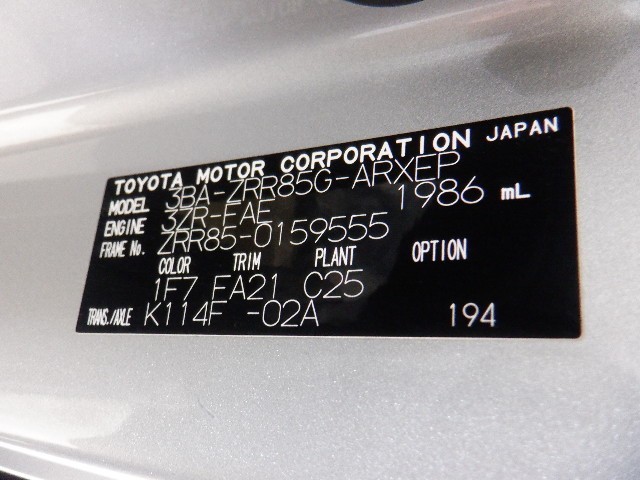 TOYOTA MOTOR CORPORATION JAPAN
MODEL 3BA-ZRR85G-ARXEP
ENGINE 3ZR-FAE 1986 mL
FRAME No. ZRR85-0159555
COLOR TRIM PLANT OPTION
1F7 EA21 C25
TRANS./AXLE K114F -02A 194